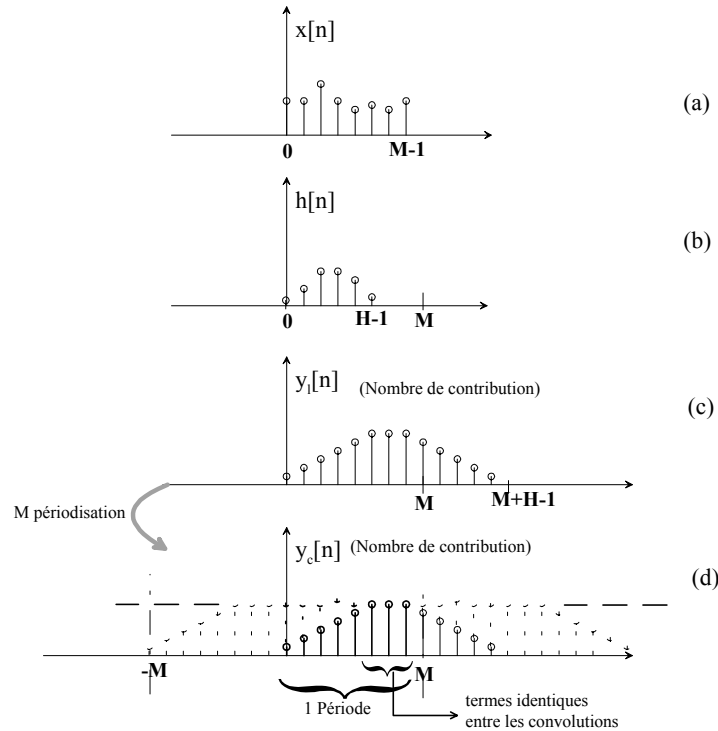 x[n]
(a)
0
M-1
h[n]
(b)
0
H-1
M
y_l[n]
(Nombre de contribution)
(c)
M
M+H-1
M périodisation
y_c[n]
(Nombre de contribution)
(d)
-M
M
1 Période
termes identiques
entre les convolutions